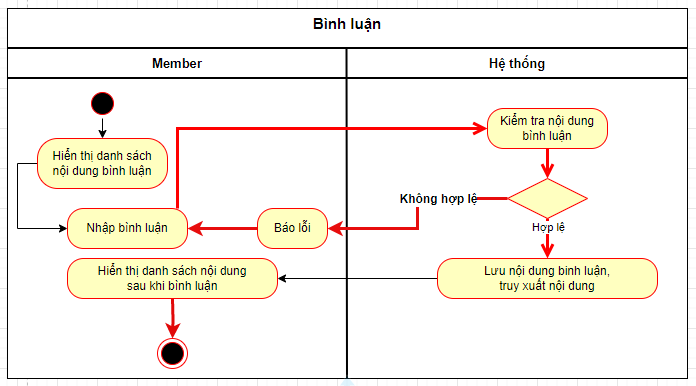 Bình luận
Member
Hệ thống
Hiển thị danh sách
nội dung bình luận
Kiểm tra nội dung
bình luận
Không hợp lệ
Hợp lệ
Nhập bình luận
Báo lỗi
Hiển thị danh sách nội dung
sau khi bình luận
Lưu nội dung bình luận,
truy xuất nội dung